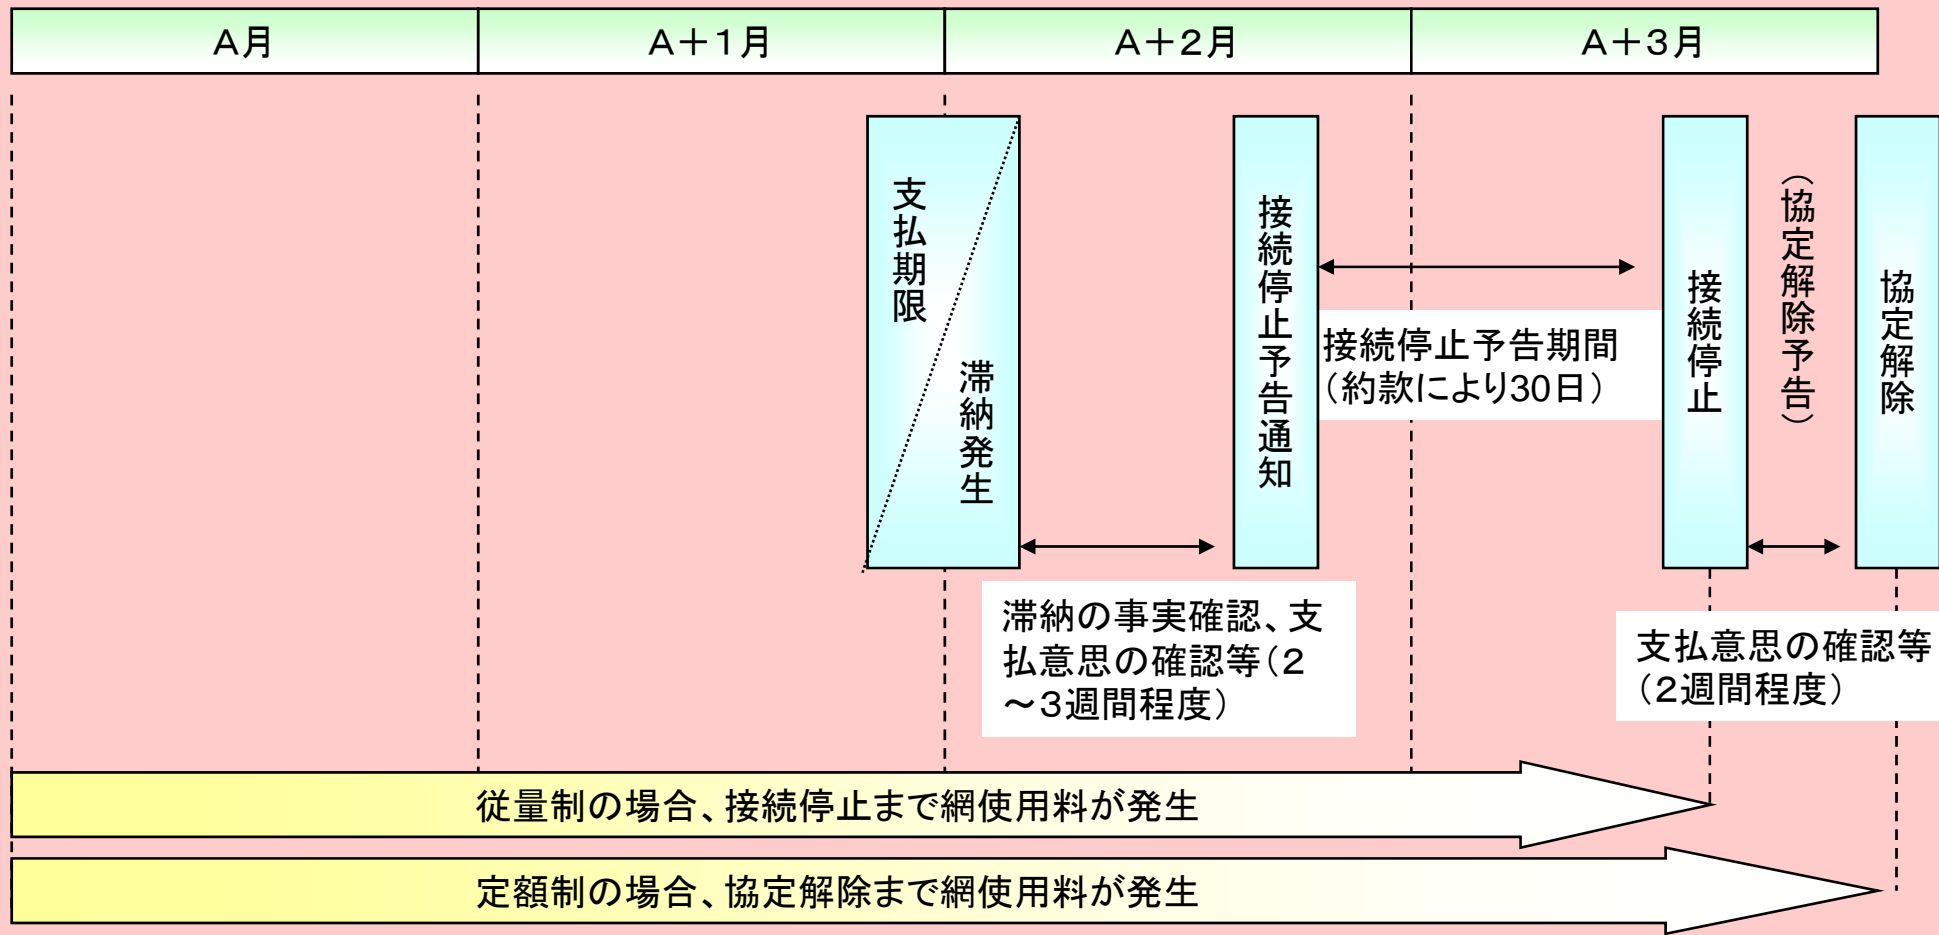 A月
A＋1月
A＋2月
A＋3月
支払期限
滞納発生
接続停止予告通知
接続停止予告期間
（約款により30日）
接続停止
（協定解除予告）
協定解除
滞納の事実確認、支
払意思の確認等（2
～3週間程度）
支払意思の確認等
（2週間程度）
従量制の場合、接続停止まで網使用料が発生
定額制の場合、協定解除まで網使用料が発生